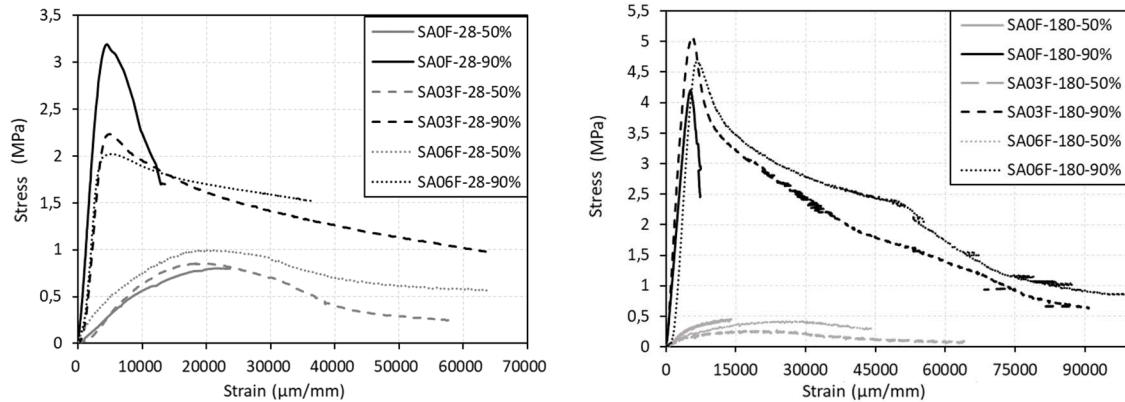 3,5
3
2,5
2
1,5
1
0,5
0
Stress (MPa)
0
10000
20000
30000
40000
50000
60000
70000
Strain (µm/mm)
SA0F-28-50%
SA0F-28-90%
SA03F-28-50%
SA03F-28-90%
SA06F-28-50%
SA06F-28-90%
5,5
5
4,5
4
3,5
3
2,5
2
1,5
1
0,5
0
Stress (MPa)
0
15000
30000
45000
60000
75000
90000
Strain (µm/mm)
SA0F-180-50%
SA0F-180-90%
SA03F-180-50%
SA03F-180-90%
SA06F-180-50%
SA06F-180-90%